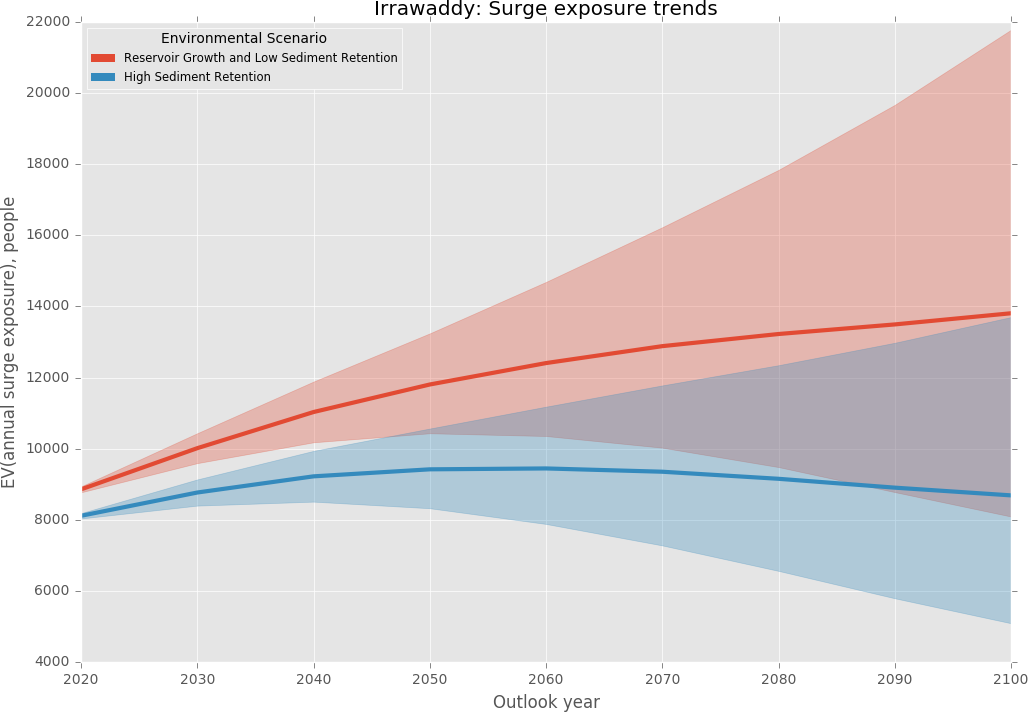 Irrawaddy: Surge exposure trends
22000
20000
18000
16000
14000
12000
10000
8000
6000
4000
EV(annual surge exposure), people
Environmental Scenario
Reservoir Growth and Low Sediment Retention
High Sediment Retention
2020 2030 2040 2050 2060 2070 2080 2090 2100
Outlook year